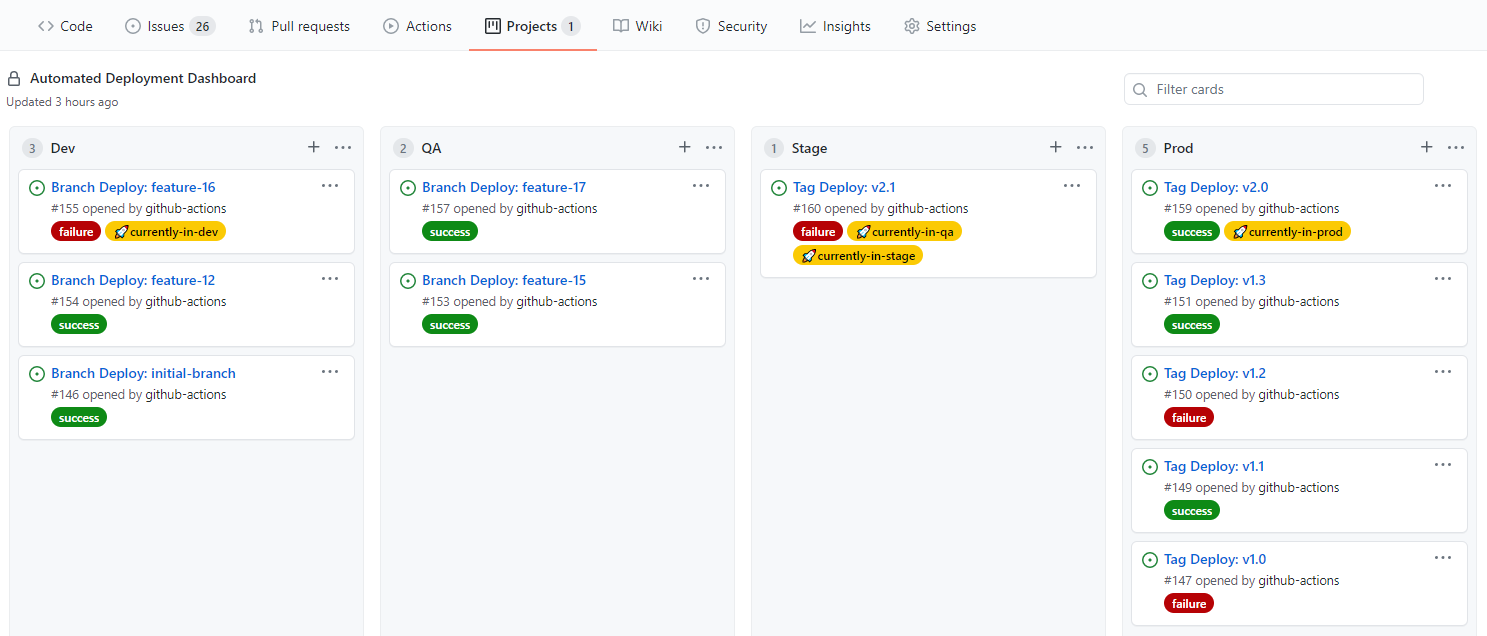 Code Issues 26 Pull requests Actions Projects 1 Wiki Security Insights Settings
Automated Deployment Dashboard
Updated 3 hours ago
Filter cards
3 Dev
Branch Deploy: feature-16
#155 opened by github-actions
failure 🚀currently-in-dev
Branch Deploy: feature-12
#154 opened by github-actions
success
Branch Deploy: initial-branch
#146 opened by github-actions
success
2 QA
Branch Deploy: feature-17
#157 opened by github-actions
success
Branch Deploy: feature-15
#153 opened by github-actions
success
1 Stage
Tag Deploy: v2.1
#160 opened by github-actions
failure 🚀currently-in-qa
🚀currently-in-stage
5 Prod
Tag Deploy: v2.0
#159 opened by github-actions
success 🚀currently-in-prod
Tag Deploy: v1.3
#151 opened by github-actions
success
Tag Deploy: v1.2
#150 opened by github-actions
failure
Tag Deploy: v1.1
#149 opened by github-actions
success
Tag Deploy: v1.0
#147 opened by github-actions
failure